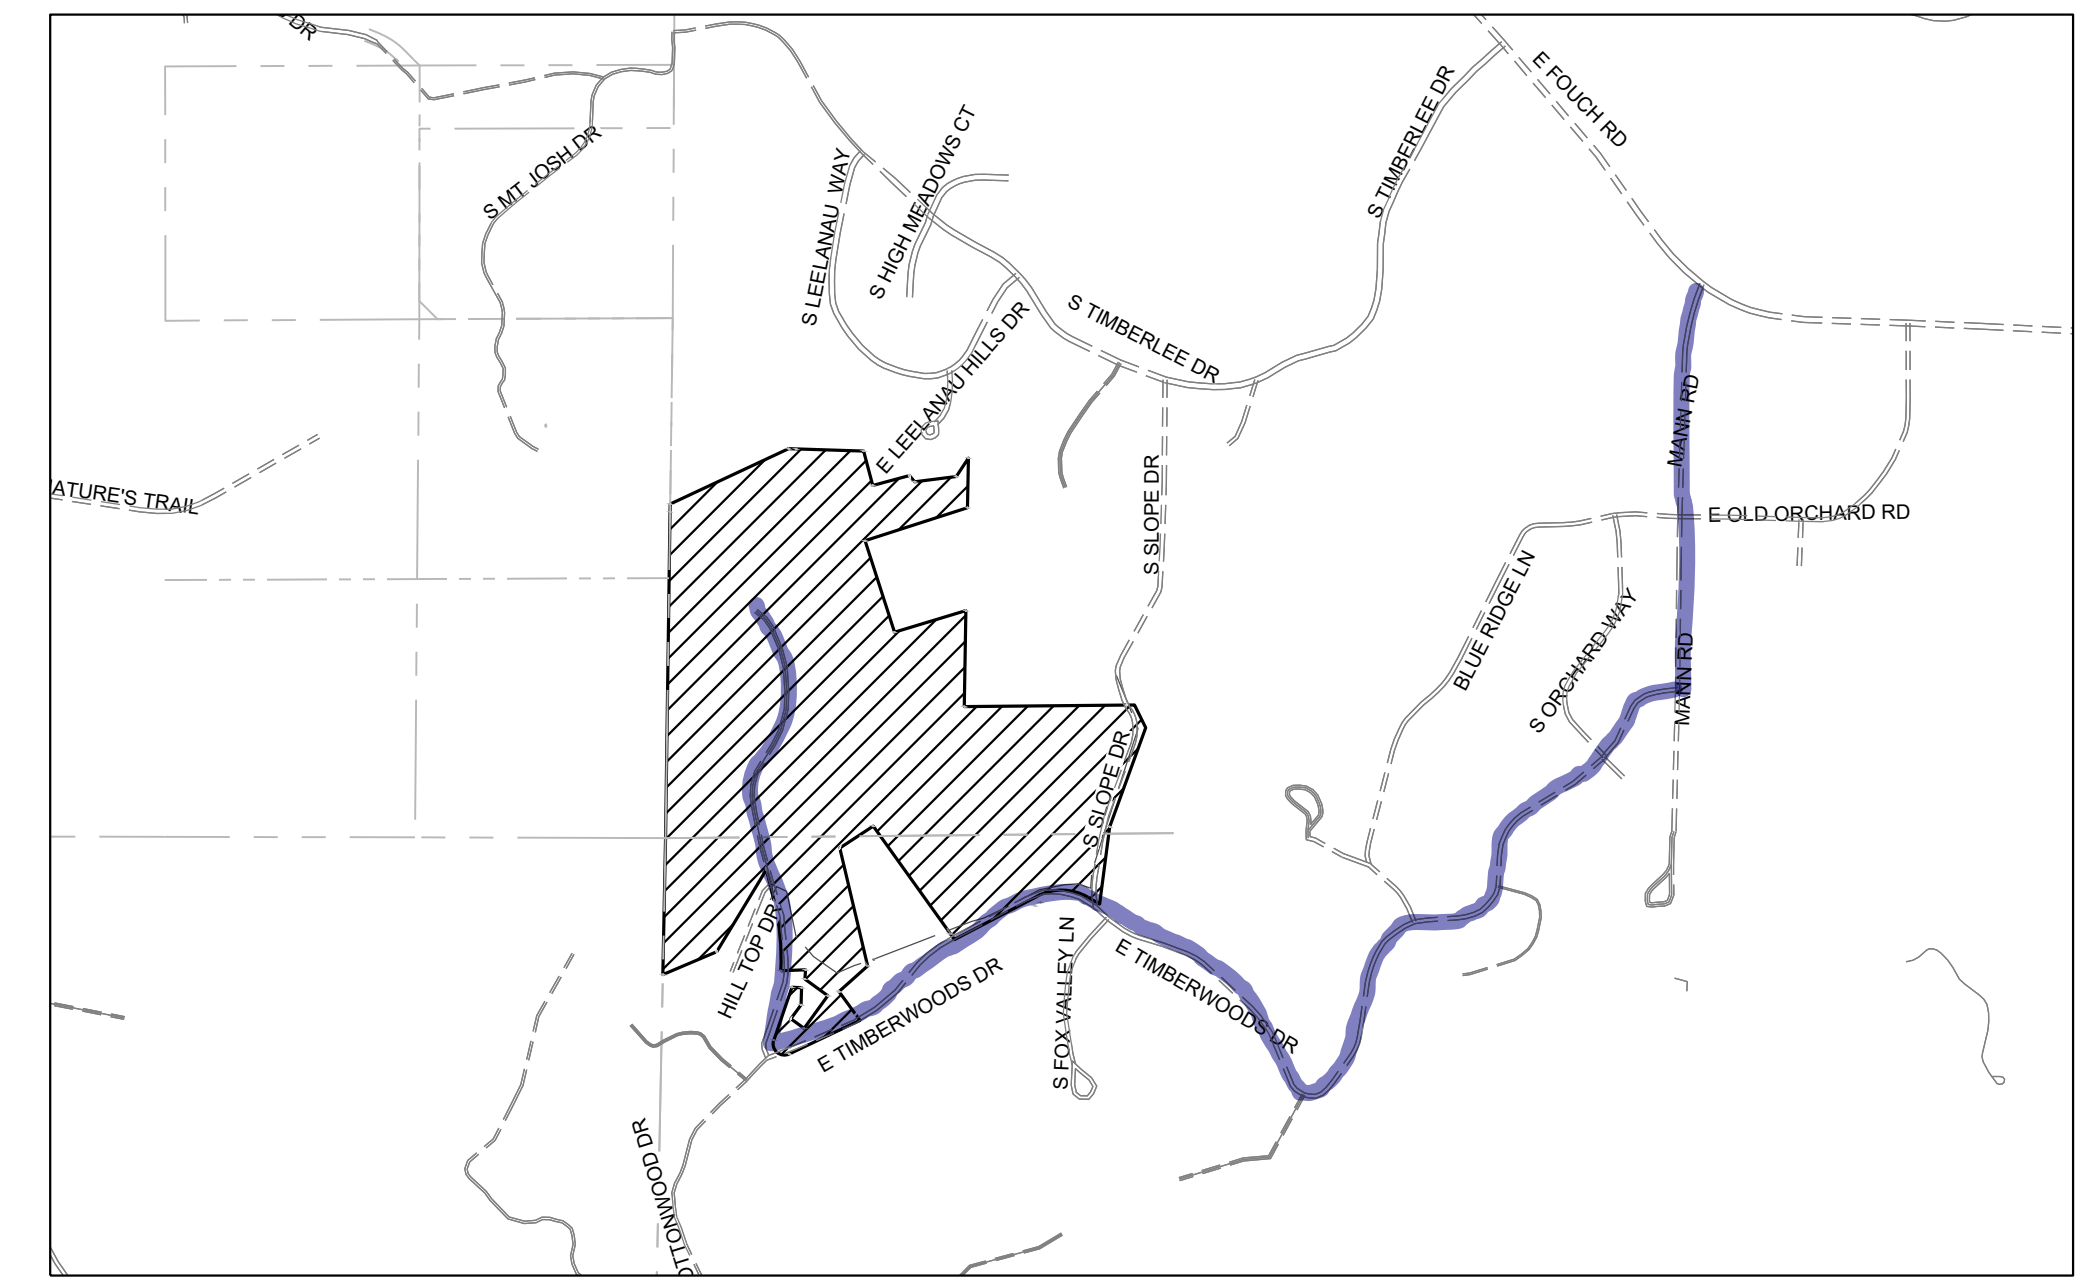 DR
E FOUCH RD
S TIMBERLEE DR
S HIGH MEADOWS CT
S MT JOSH DR
S LEELANAU WAY
S TIMBERLEE DR
E LEELANAU HILLS DR
MANN RD
ATURE'S TRAIL
S SLOPE DR
E OLD ORCHARD RD
BLUE RIDGE LN
S ORCHARD WAY
MANN RD
S SLOPE DR
HILL TOP DR
E TIMBERWOODS DR
S FOX VALLEY LN
E TIMBERWOODS DR
OTTONWOOD DR